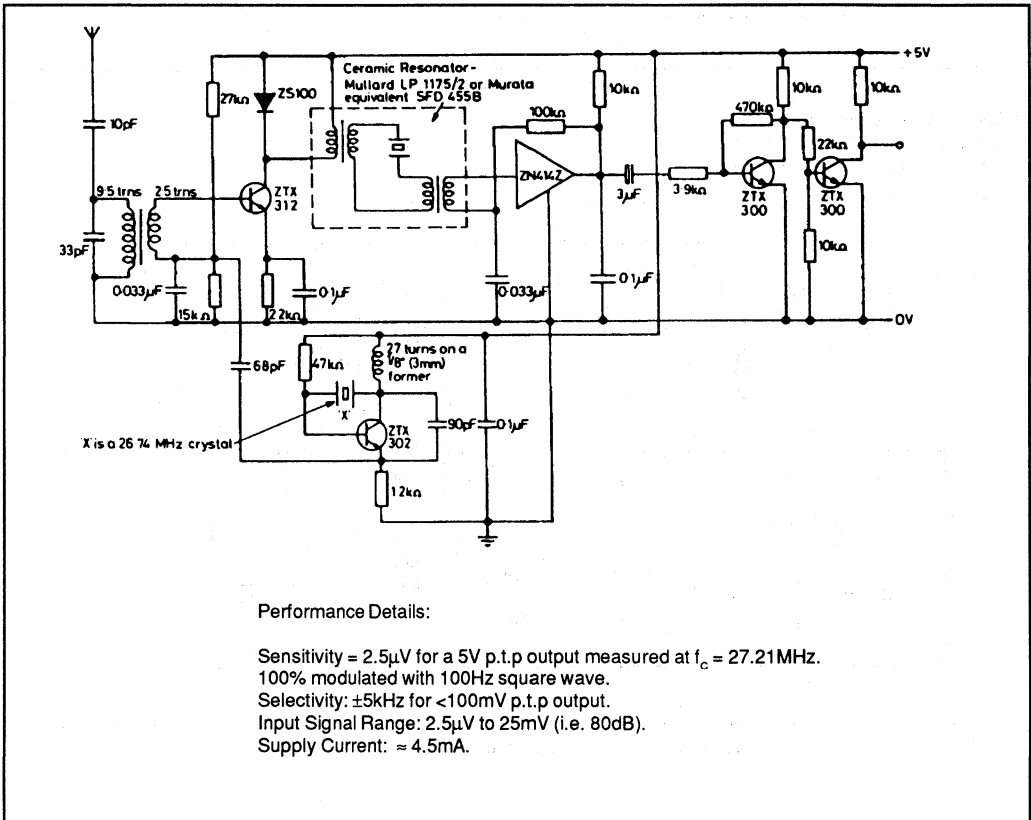 +5V
Ceramic Resonator-
Mullard LP 1175/2 or Murata
equivalent SFD 455B
ZS100
27kΩ
10kΩ
10kΩ
10kΩ
470kΩ
100kΩ
10pF
22kΩ
9·5 trns
2·5 trns
ZTX
312
ZN414Z
3µF
3·9kΩ
ZTX
300
ZTX
300
33pF
0·033µF
15kΩ
2·2kΩ
0·1µF
0·033µF
0·1µF
10kΩ
0V
68pF
47kΩ
27 turns on a
1/8" (3mm)
former
'X'
90pF
0·1µF
'X' is a 26·74 MHz crystal
ZTX
302
1·2kΩ
Performance Details:
Sensitivity = 2.5µV for a 5V p.t.p output measured at fc = 27.21MHz.
100% modulated with 100Hz square wave.
Selectivity: ±5kHz for <100mV p.t.p output.
Input Signal Range: 2.5µV to 25mV (i.e. 80dB).
Supply Current: ≈ 4.5mA.